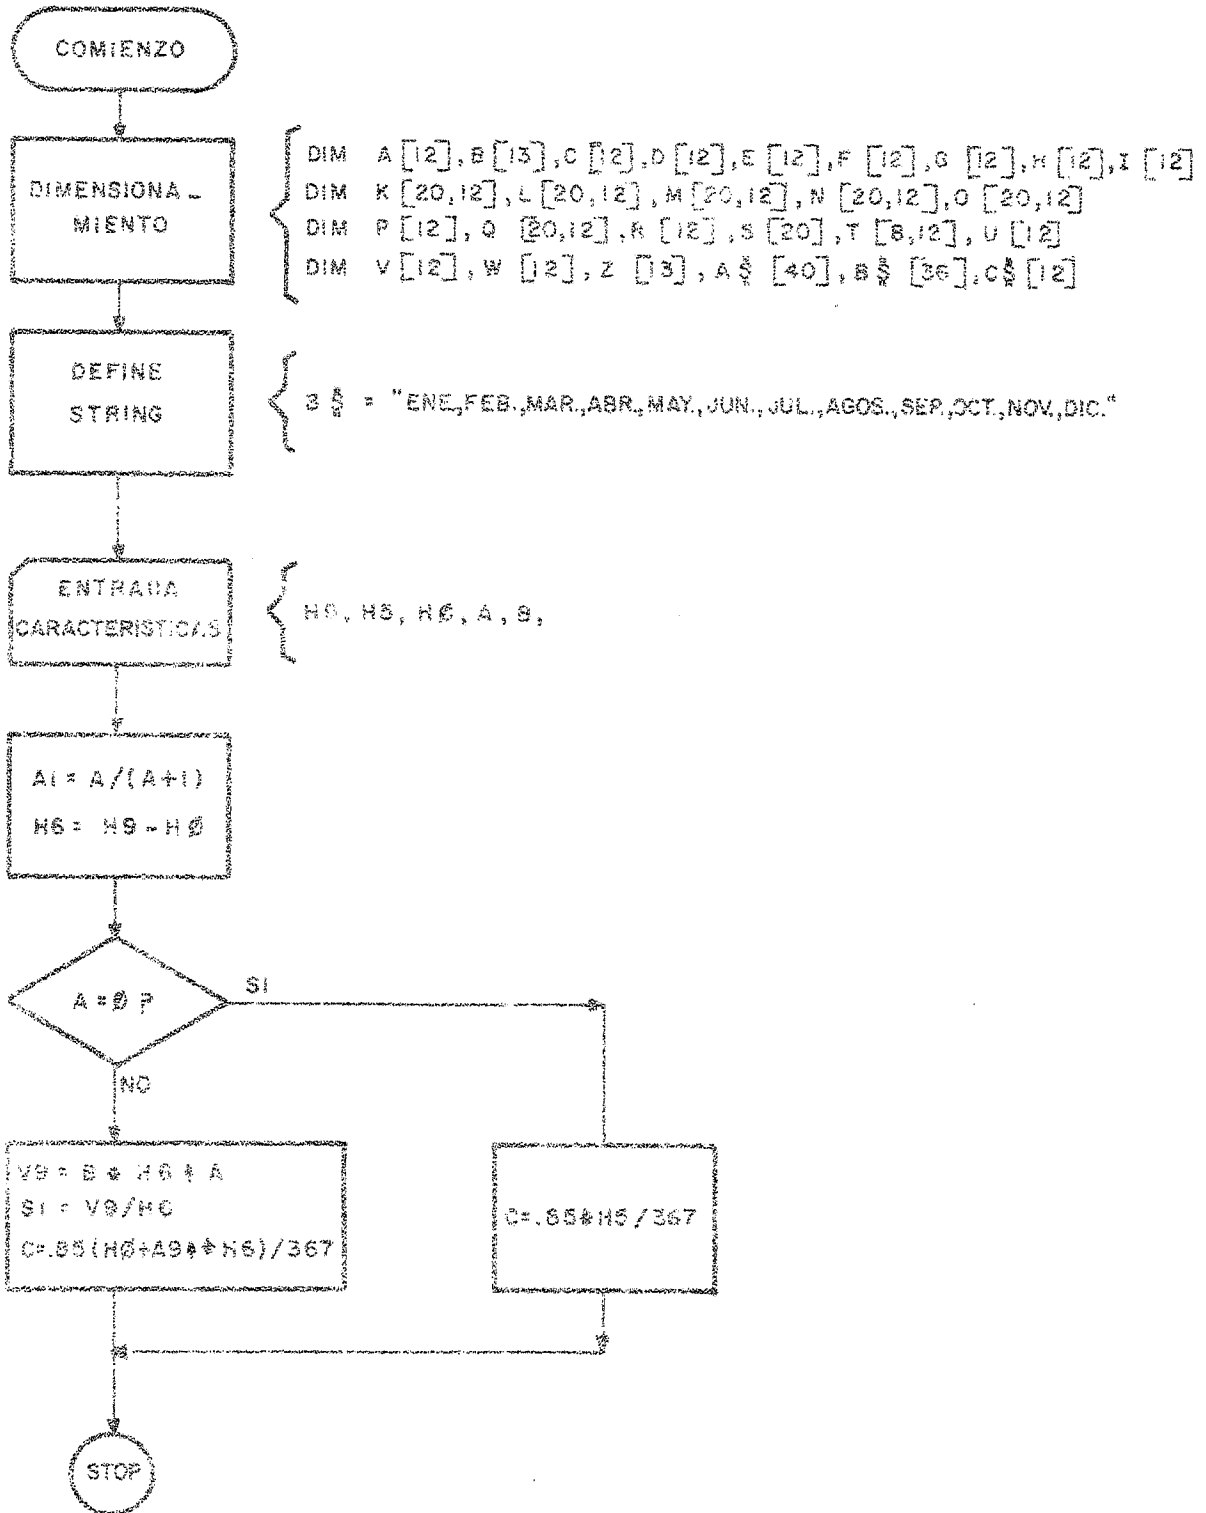 COMIENZO
DIMENSIONA-
MIENTO
DIM A [12], B [13], C [12], D [12], E [12], F [12], G [12], H [12], I [12]
DIM K [20,12], L [20,12], M [20,12], N [20,12], O [20,12]
DIM P [12], Q [20,12], R [12], S [20], T [8,12], U [12]
DIM V [12], W [12], Z [13], A$ [40], B$ [36], C$ [12]
DEFINE
STRING
B$ = "ENE.,FEB.,MAR.,ABR.,MAY.,JUN.,JUL.,AGOS.,SEP.,OCT.,NOV.,DIC."
ENTRADA
CARACTERISTICAS
H9, H5, HØ, A, B,
A1 = A/(A+1)
H6 = H9-HØ
A = Ø ?
SI
NO
V9 = B * H6 ↑ A
S1 = V9/H6
C=.85(HØ+A9 * H6)/367
C=.85*H5/367
STOP